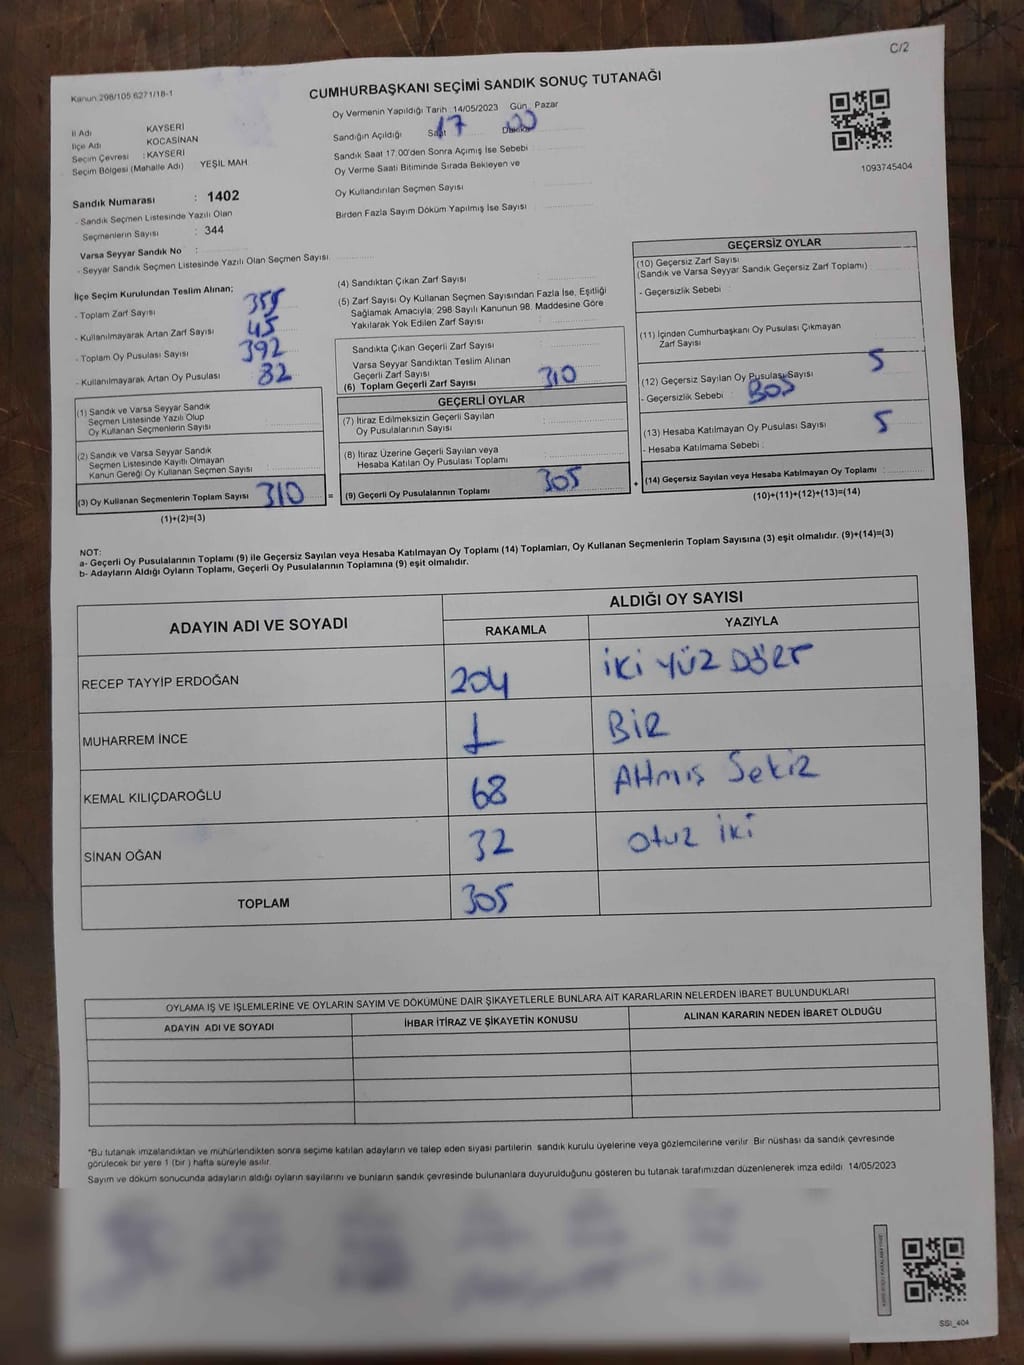 C/2
Kanun 298/105 6271/18-1
CUMHURBAŞKANI SEÇİMİ SANDIK SONUÇ TUTANAĞI
İl Adı KAYSERİ
İlçe Adı KOCASİNAN
Seçim Çevresi : KAYSERİ
Seçim Bölgesi (Mahalle Adı) YEŞİL MAH
Sandık Numarası : 1402
- Sandık Seçmen Listesinde Yazılı Olan
Seçmenlerin Sayısı : 344
Varsa Seyyar Sandık No :
- Seyyar Sandık Seçmen Listesinde Yazılı Olan Seçmen Sayısı
Oy Vermenin Yapıldığı Tarih 14/05/2023 Gün Pazar
Sandığın Açıldığı Saat 17 Dakika 00
Sandık Saat 17:00'den Sonra Açımış İse Sebebi
Oy Verme Saati Bitiminde Sırada Bekleyen ve
Oy Kullandırılan Seçmen Sayısı
Birden Fazla Sayım Döküm Yapılmış İse Sayısı
1093745404
İlçe Seçim Kurulundan Teslim Alınan;
- Toplam Zarf Sayısı 355
- Kullanılmayarak Artan Zarf Sayısı 45
- Toplam Oy Pusulası Sayısı 392
- Kullanılmayarak Artan Oy Pusulası 82
(1) Sandık ve Varsa Seyyar Sandık
Seçmen Listesinde Yazılı Olup
Oy Kullanan Seçmenlerin Sayısı
(2) Sandık ve Varsa Seyyar Sandık
Seçmen Listesinde Kayıtlı Olmayan
Kanun Gereği Oy Kullanan Seçmen Sayısı
(3) Oy Kullanan Seçmenlerin Toplam Sayısı 310 =
(1)+(2)=(3)
(4) Sandıktan Çıkan Zarf Sayısı
(5) Zarf Sayısı Oy Kullanan Seçmen Sayısından Fazla İse, Eşitliği
Sağlamak Amacıyla; 298 Sayılı Kanunun 98. Maddesine Göre
Yakılarak Yok Edilen Zarf Sayısı
Sandıkta Çıkan Geçerli Zarf Sayısı
Varsa Seyyar Sandıktan Teslim Alınan
Geçerli Zarf Sayısı
(6) Toplam Geçerli Zarf Sayısı 310
GEÇERLİ OYLAR
(7) İtiraz Edilmeksizin Geçerli Sayılan
Oy Pusulalarının Sayısı
(8) İtiraz Üzerine Geçerli Sayılan veya
Hesaba Katılan Oy Pusulası Toplamı
(9) Geçerli Oy Pusulalarının Toplamı 305 +
GEÇERSİZ OYLAR
(10) Geçersiz Zarf Sayısı
(Sandık ve Varsa Seyyar Sandık Geçersiz Zarf Toplamı)
- Geçersizlik Sebebi :
(11) İçinden Cumhurbaşkanı Oy Pusulası Çıkmayan
Zarf Sayısı
(12) Geçersiz Sayılan Oy Pusulası Sayısı 5
- Geçersizlik Sebebi : BOS
(13) Hesaba Katılmayan Oy Pusulası Sayısı 5
- Hesaba Katılmama Sebebi :
(14) Geçersiz Sayılan veya Hesaba Katılmayan Oy Toplamı :
(10)+(11)+(12)+(13)=(14)
NOT:
a- Geçerli Oy Pusulalarının Toplamı (9) ile Geçersiz Sayılan veya Hesaba Katılmayan Oy Toplamı (14) Toplamları, Oy Kullanan Seçmenlerin Toplam Sayısına (3) eşit olmalıdır. (9)+(14)=(3)
b- Adayların Aldığı Oyların Toplamı, Geçerli Oy Pusulalarının Toplamına (9) eşit olmalıdır.
ADAYIN ADI VE SOYADI ALDIĞI OY SAYISI
RAKAMLA YAZIYLA
RECEP TAYYİP ERDOĞAN 204 İKİ YÜZ DÖRT
MUHARREM İNCE 1 BİR
KEMAL KILIÇDAROĞLU 68 Altmış Sekiz
SİNAN OĞAN 32 otuz iki
TOPLAM 305
OYLAMA İŞ VE İŞLEMLERİNE VE OYLARIN SAYIM VE DÖKÜMÜNE DAİR ŞİKAYETLERLE BUNLARA AİT KARARLARIN NELERDEN İBARET BULUNDUKLARI
ADAYIN ADI VE SOYADI İHBAR İTİRAZ VE ŞİKAYETİN KONUSU ALINAN KARARIN NEDEN İBARET OLDUĞU
*Bu tutanak imzalandıktan ve mühürlendikten sonra seçime katılan adayların ve talep eden siyasi partilerin sandık kurulu üyelerine veya gözlemcilerine verilir. Bir nüshası da sandık çevresinde
görülecek bir yere 1 (bir) hafta süreyle asılır.
Sayım ve döküm sonucunda adayların aldığı oyların sayılarını ve bunların sandık çevresinde bulunanlara duyurulduğunu gösteren bu tutanak tarafımızdan düzenlenerek imza edildi 14/05/2023
SSI_404